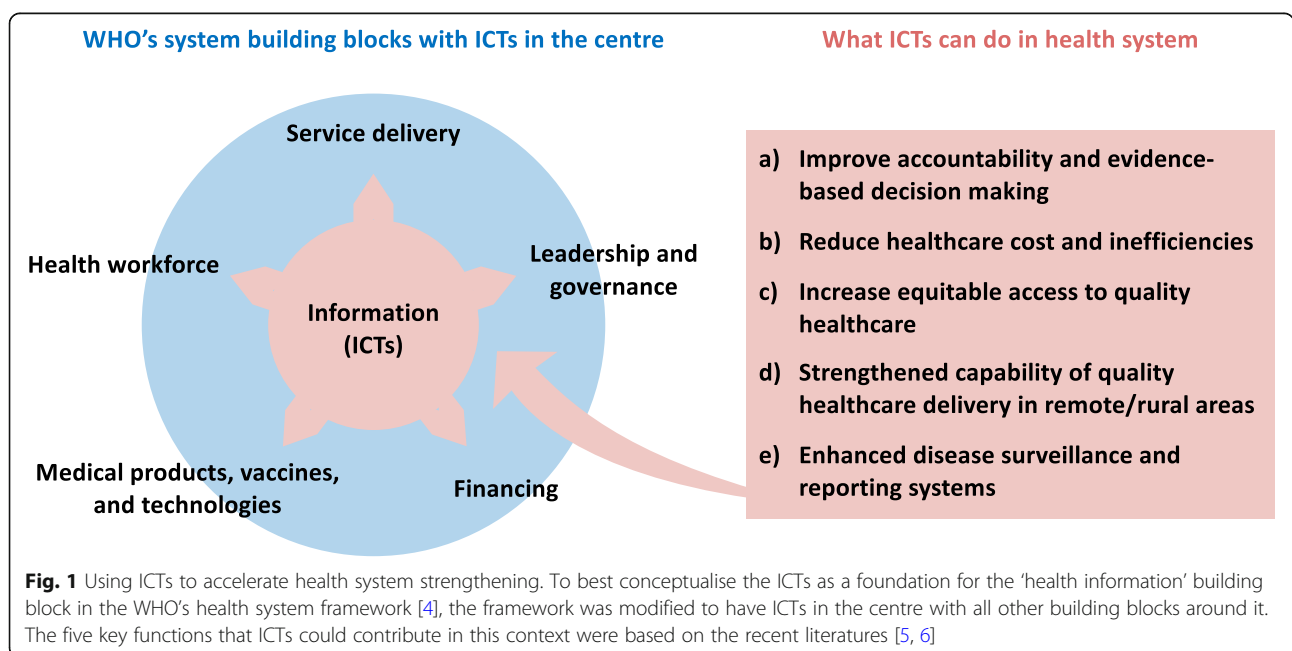 WHO's system building blocks with ICTs in the centre
What ICTs can do in health system
Service delivery
Health workforce
Leadership and
governance
Information
(ICTs)
Medical products, vaccines,
and technologies
Financing
a) Improve accountability and evidence-
based decision making
b) Reduce healthcare cost and inefficiencies
c) Increase equitable access to quality
healthcare
d) Strengthened capability of quality
healthcare delivery in remote/rural areas
e) Enhanced disease surveillance and
reporting systems
Fig. 1 Using ICTs to accelerate health system strengthening. To best conceptualise the ICTs as a foundation for the ‘health information’ building
block in the WHO’s health system framework [4], the framework was modified to have ICTs in the centre with all other building blocks around it.
The five key functions that ICTs could contribute in this context were based on the recent literatures [5, 6]